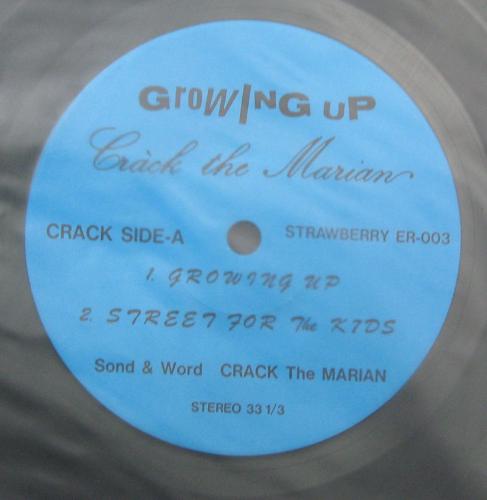 GROWING UP
Cräck the Marian
CRACK SIDE-A
STRAWBERRY ER-003
1. GROWING UP
2. STREET FOR The KIDS
Sond & Word CRACK The MARIAN
STEREO 33 1/3